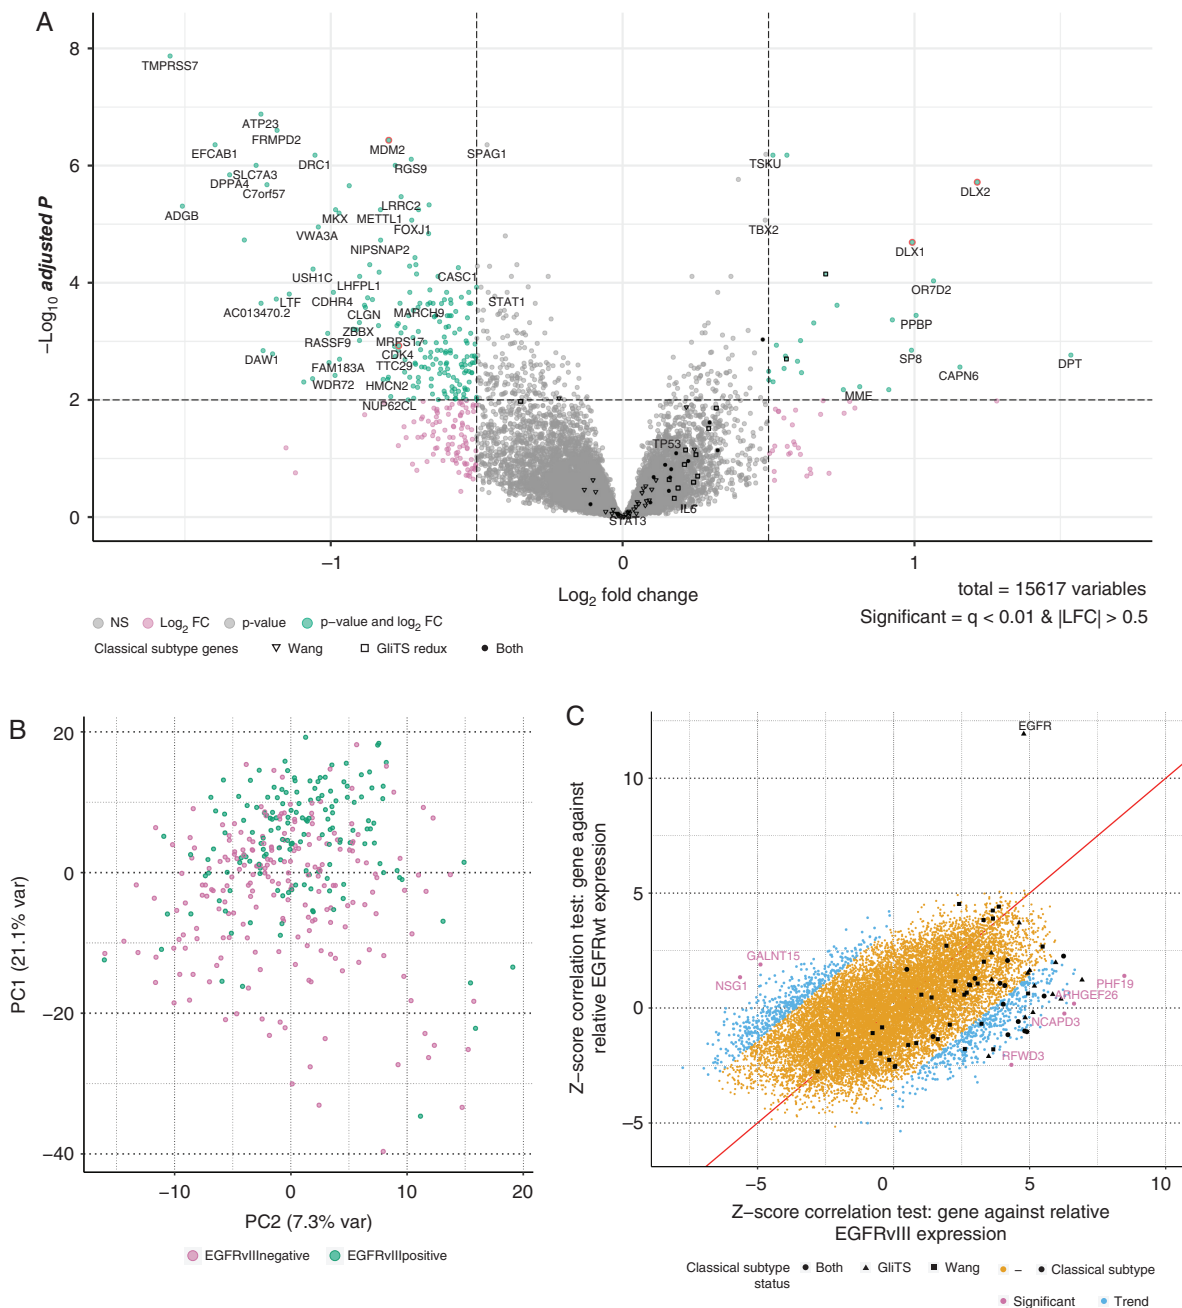 A
8
6
4
2
0
−Log10 adjusted P
TMPRSS7
ATP23
FRMPD2
EFCAB1
DRC1
MDM2
RGS9
SPAG1
SLC7A3
DPPA4
C7orf57
ADGB
LRRC2
MKX
METTL1
VWA3A
FOXJ1
NIPSNAP2
USH1C
LHFPL1
CASC1
LTF
CDHR4
STAT1
AC013470.2
CLGN
MARCH9
ZBBX
RASSF9
MRPS17
CDK4
DAW1
FAM183A
TTC29
WDR72
HMCN2
NUP62CL
TSKU
DLX2
TBX2
DLX1
OR7D2
PPBP
SP8
DPT
CAPN6
MME
TP53
IL6
STAT3
−1
0
1
Log2 fold change
total = 15617 variables
Significant = q < 0.01 & |LFC| > 0.5
NS
Log2 FC
p-value
p−value and log2 FC
Classical subtype genes
Wang
GliTS redux
Both
B
20
0
−20
−40
PC1 (21.1% var)
−10
0
10
20
PC2 (7.3% var)
EGFRvIIInegative
EGFRvIIIpositive
C
10
5
0
−5
Z−score correlation test: gene against
relative EGFRwt expression
EGFR
GALNT15
NSG1
PHF19
ARHGEF26
NCAPD3
RFWD3
−5
0
5
10
Z−score correlation test: gene against relative
EGFRvIII expression
Classical subtype
status
Both
GliTS
Wang
–
Classical subtype
Significant
Trend